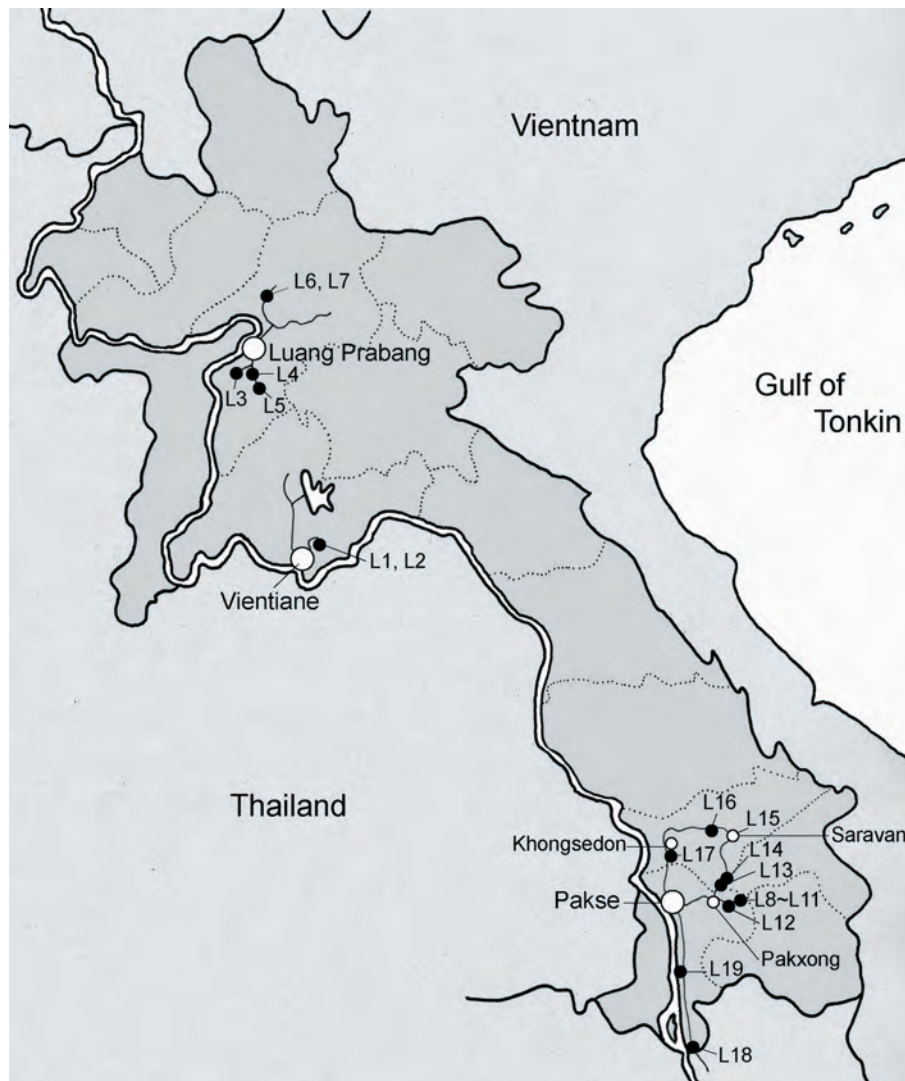 Vientnam
L6, L7
Luang Prabang
L4
L3
L5
Gulf of
Tonkin
L1, L2
Vientiane
Thailand
L16
L15
Khongsedon
Saravan
L17
L14
L13
Pakse
L8~L11
L12
Pakxong
L19
L18